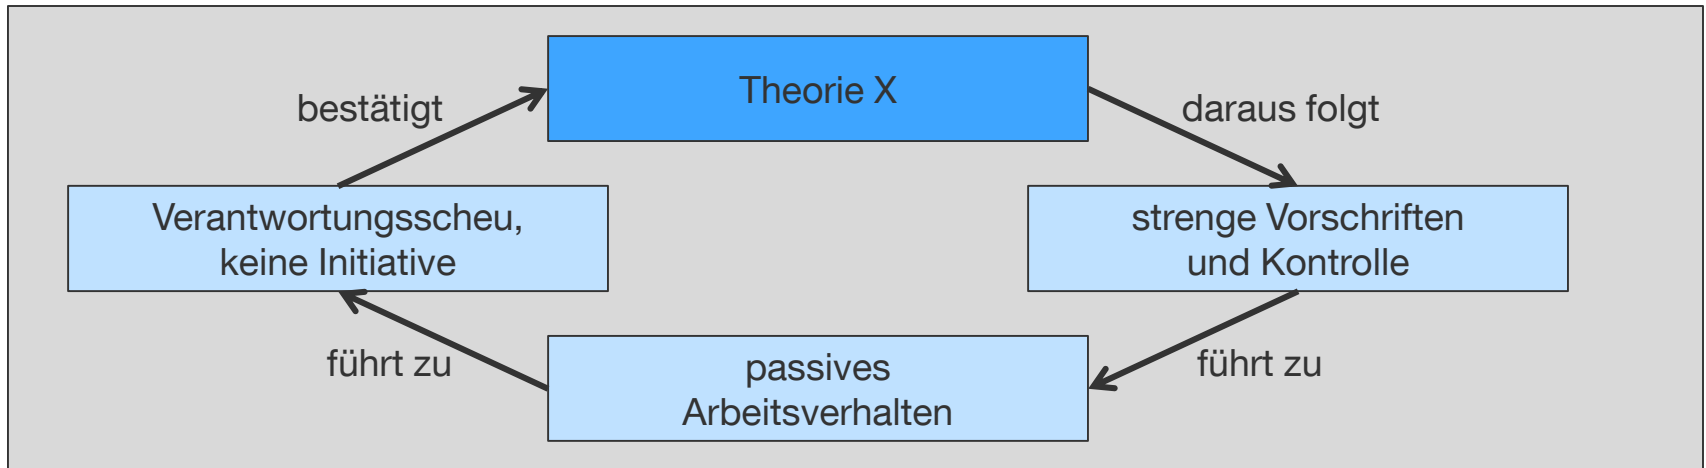 Theorie X
bestätigt
daraus folgt
Verantwortungsscheu,
keine Initiative
strenge Vorschriften
und Kontrolle
führt zu
passives
Arbeitsverhalten
führt zu